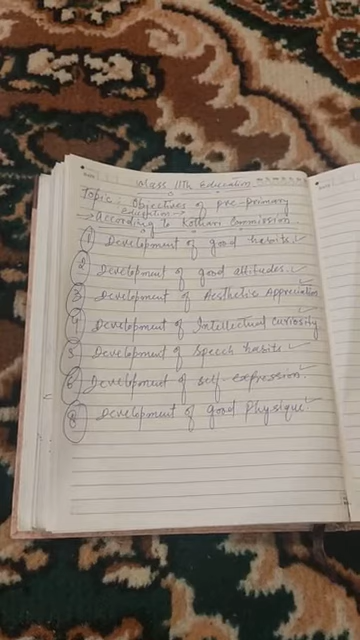 Class 11th Education
Topic: Objectives of pre-primary
education →
→ According to Kothari Commission.
1 Development of good habits.
2 Development of good attitudes.
3 Development of Aesthetic Appreciation
4 Development of Intellectual curiosity
5 Development of Speech habits
6 Development of self-expression.
8 Development of good Physique